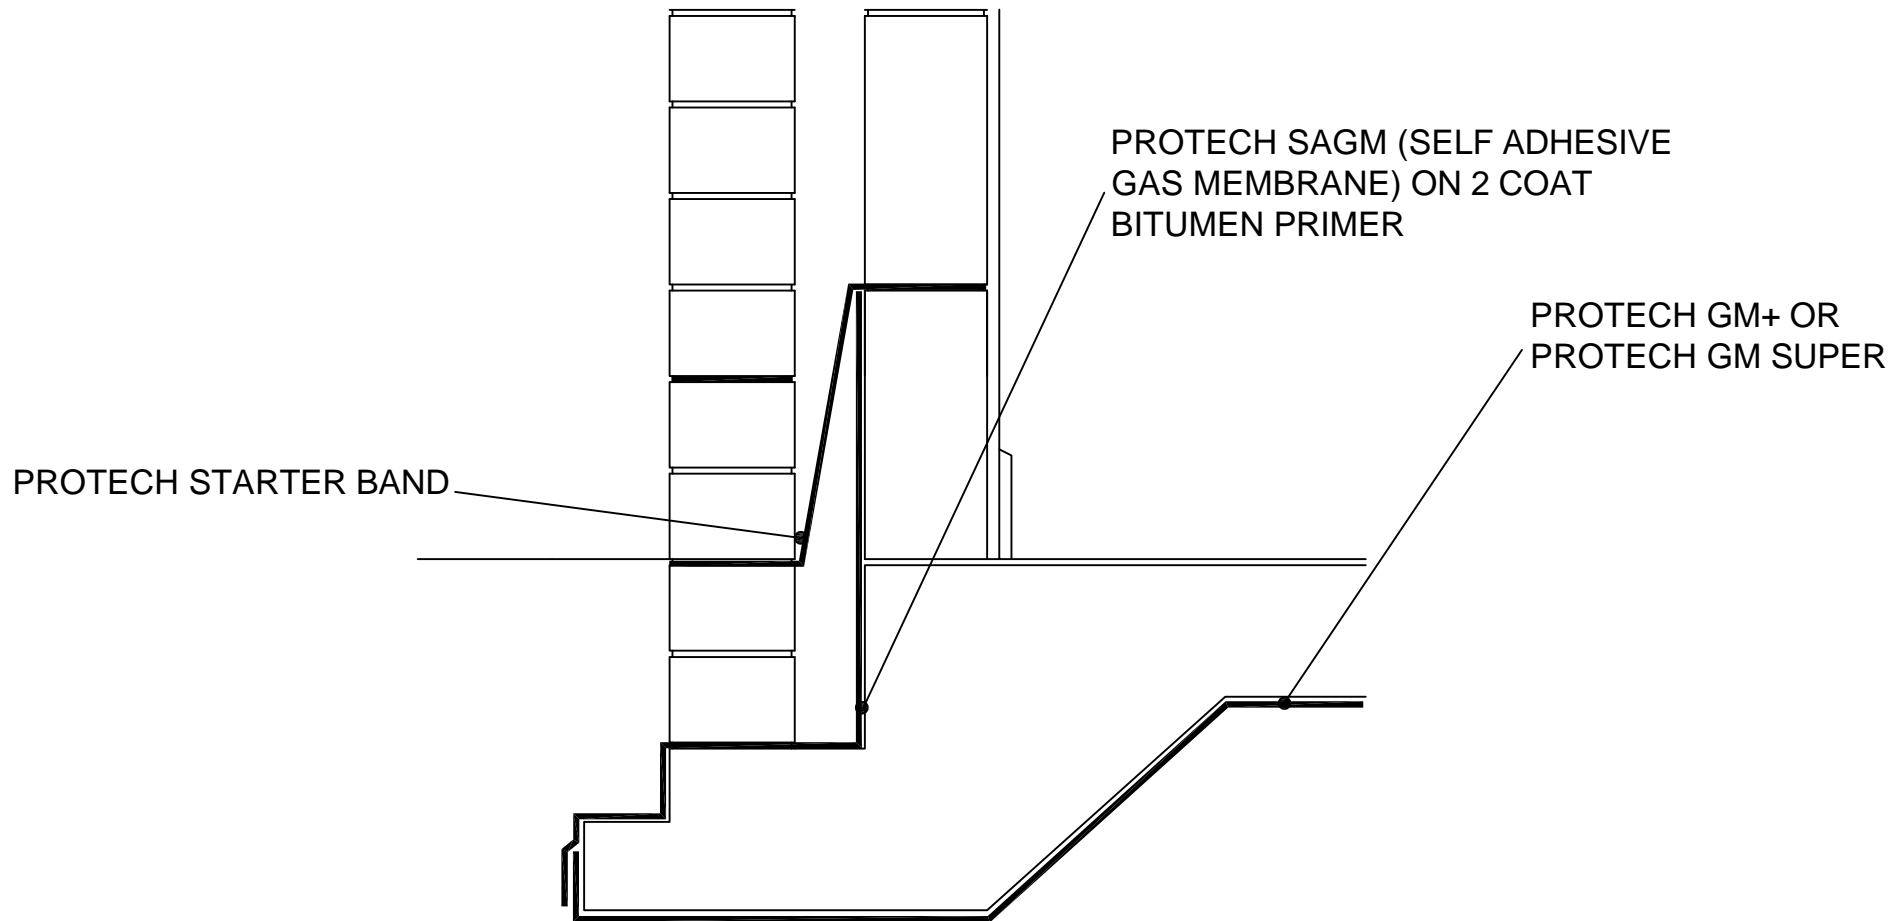 PROTECH SAGM (SELF ADHESIVE
GAS MEMBRANE) ON 2 COAT
BITUMEN PRIMER
PROTECH GM+ OR
PROTECH GM SUPER
PROTECH STARTER BAND